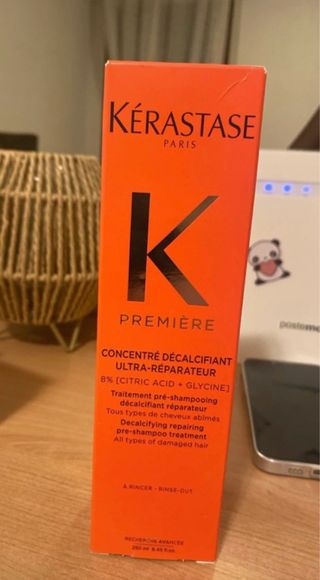 KÉRASTASE
PARIS
K
PREMIÈRE
CONCENTRÉ DÉCALCIFIANT
ULTRA-RÉPARATEUR
8% [CITRIC ACID + GLYCINE]
Traitement pré-shampooing
décalcifiant réparateur
Tous types de cheveux abîmés
Decalcifying repairing
pre-shampoo treatment
All types of damaged hair
À RINCER - RINSE-OUT
RECHERCHE AVANCÉE
250 ml 8.45 fl.oz.
ECO